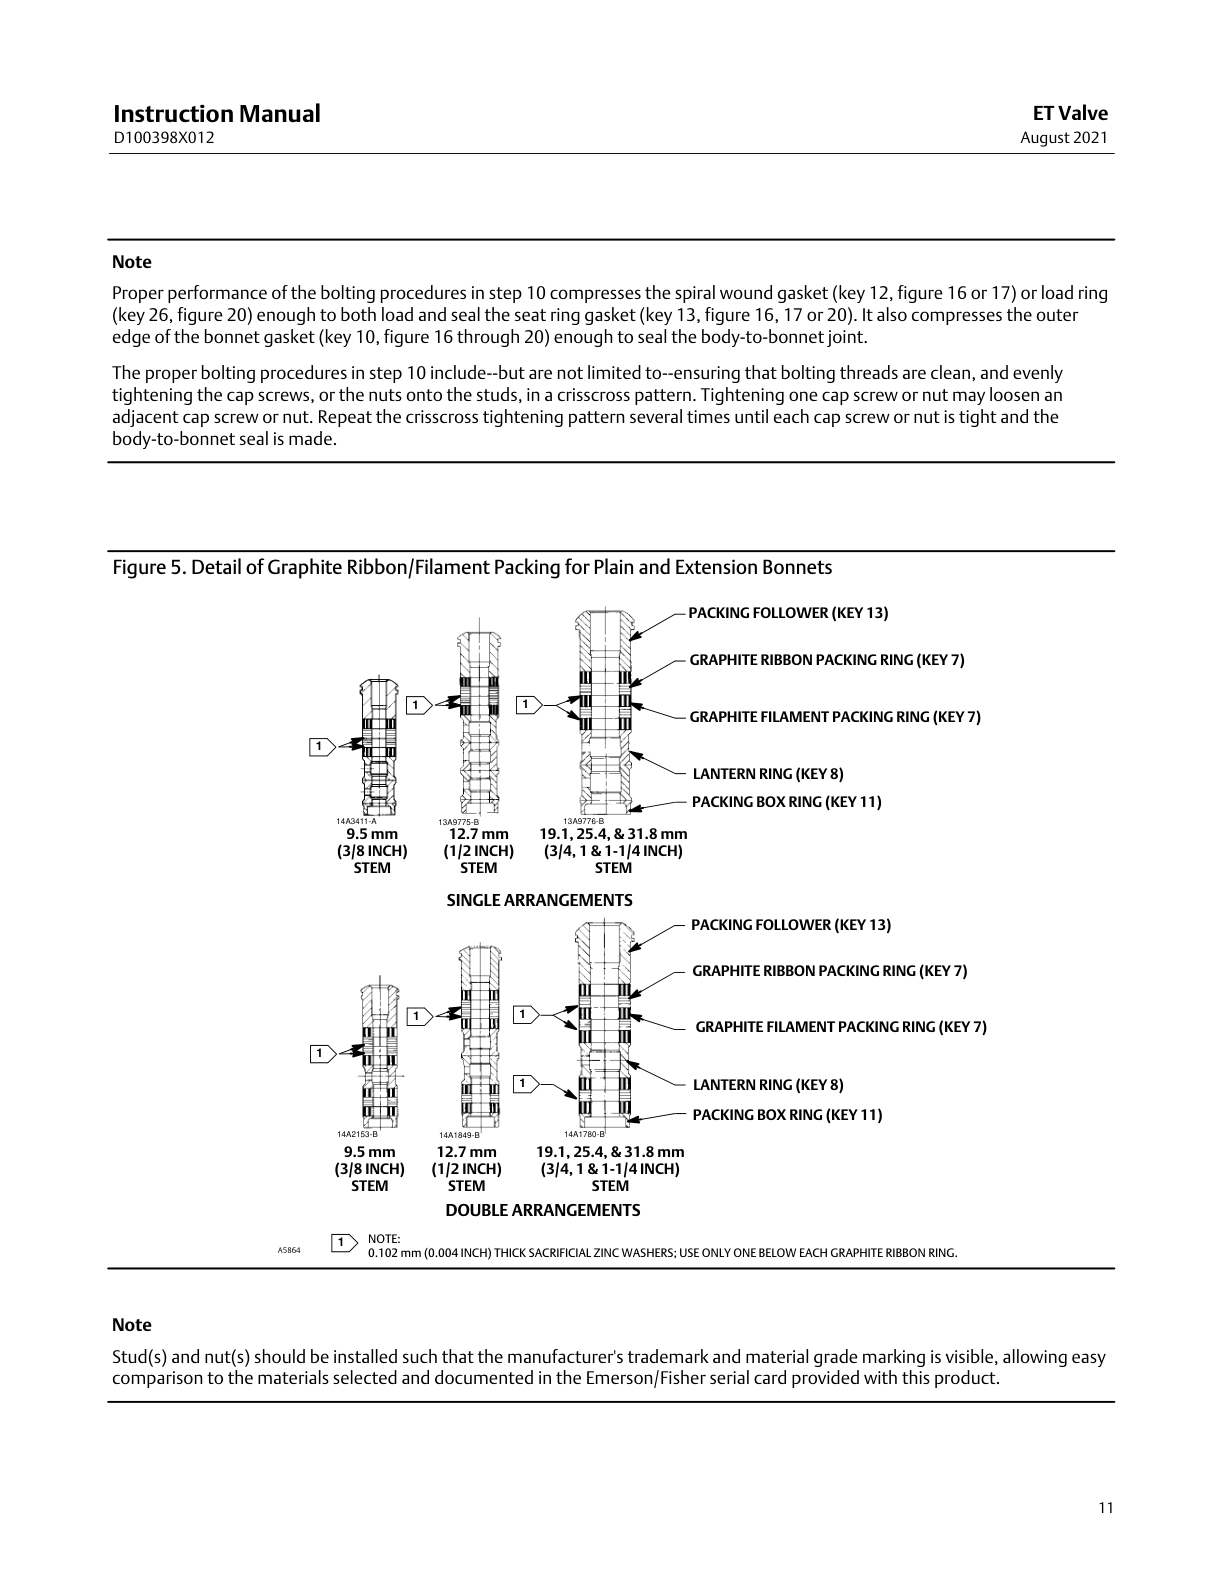 Instruction Manual
D100398X012
ET Valve
August 2021
Note
Proper performance of the bolting procedures in step 10 compresses the spiral wound gasket (key 12, figure 16 or 17) or load ring
(key 26, figure 20) enough to both load and seal the seat ring gasket (key 13, figure 16, 17 or 20). It also compresses the outer
edge of the bonnet gasket (key 10, figure 16 through 20) enough to seal the body-to-bonnet joint.
The proper bolting procedures in step 10 include--but are not limited to--ensuring that bolting threads are clean, and evenly
tightening the cap screws, or the nuts onto the studs, in a crisscross pattern. Tightening one cap screw or nut may loosen an
adjacent cap screw or nut. Repeat the crisscross tightening pattern several times until each cap screw or nut is tight and the
body-to-bonnet seal is made.
Figure 5. Detail of Graphite Ribbon/Filament Packing for Plain and Extension Bonnets
PACKING FOLLOWER (KEY 13)
GRAPHITE RIBBON PACKING RING (KEY 7)
1
1
GRAPHITE FILAMENT PACKING RING (KEY 7)
1
LANTERN RING (KEY 8)
PACKING BOX RING (KEY 11)
14A3411-A
13A9775-B
13A9776-B
9.5 mm
(3/8 INCH)
STEM
12.7 mm
(1/2 INCH)
STEM
19.1, 25.4, & 31.8 mm
(3/4, 1 & 1-1/4 INCH)
STEM
SINGLE ARRANGEMENTS
PACKING FOLLOWER (KEY 13)
GRAPHITE RIBBON PACKING RING (KEY 7)
1
1
GRAPHITE FILAMENT PACKING RING (KEY 7)
1
1
LANTERN RING (KEY 8)
PACKING BOX RING (KEY 11)
14A2153-B
14A1849-B
14A1780-B
9.5 mm
(3/8 INCH)
STEM
12.7 mm
(1/2 INCH)
STEM
19.1, 25.4, & 31.8 mm
(3/4, 1 & 1-1/4 INCH)
STEM
DOUBLE ARRANGEMENTS
A5864
1
NOTE:
0.102 mm (0.004 INCH) THICK SACRIFICIAL ZINC WASHERS; USE ONLY ONE BELOW EACH GRAPHITE RIBBON RING.
Note
Stud(s) and nut(s) should be installed such that the manufacturer's trademark and material grade marking is visible, allowing easy
comparison to the materials selected and documented in the Emerson/Fisher serial card provided with this product.
11